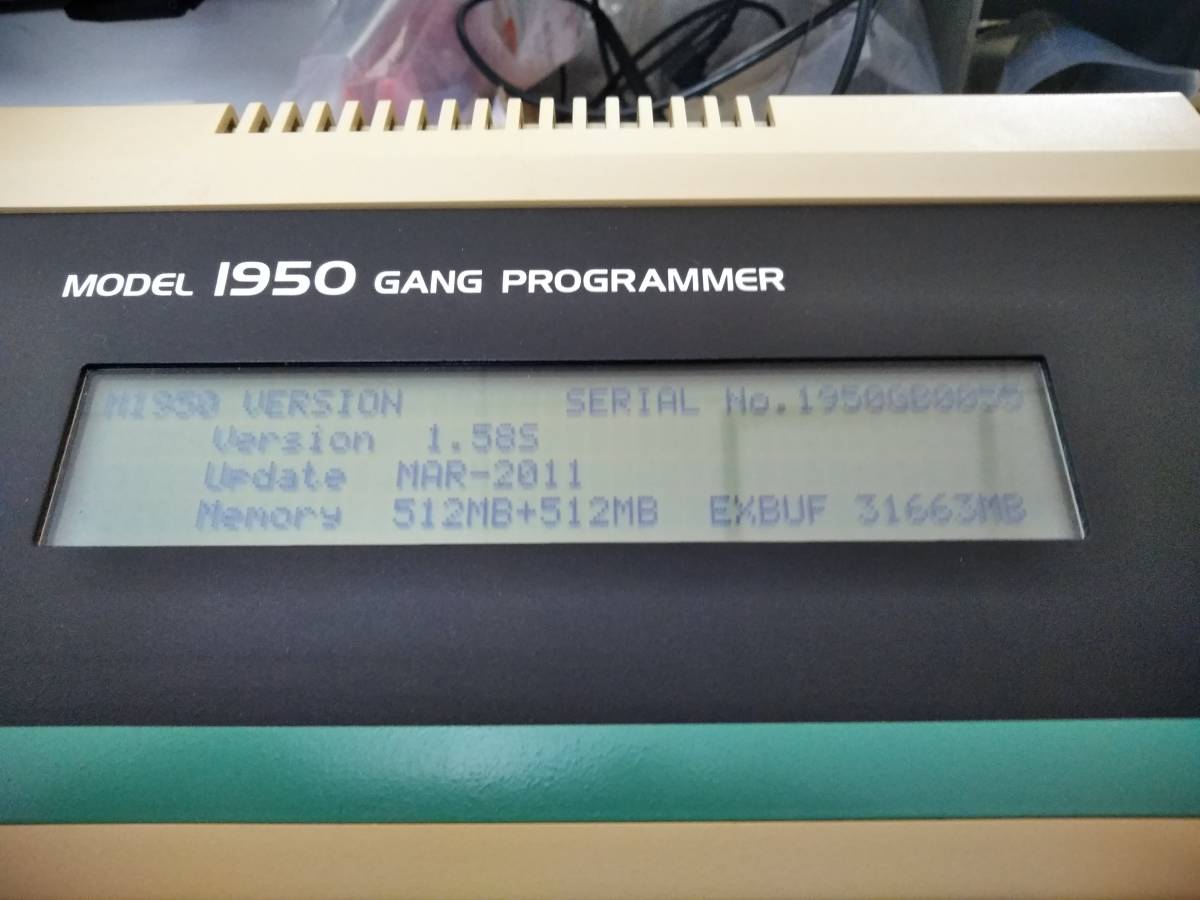 MODEL 1950 GANG PROGRAMMER
M1950 VERSION SERIAL No.
Version 1.58S
Update MAR-2011
Memory 512MB+512MB EXBUF 31663MB